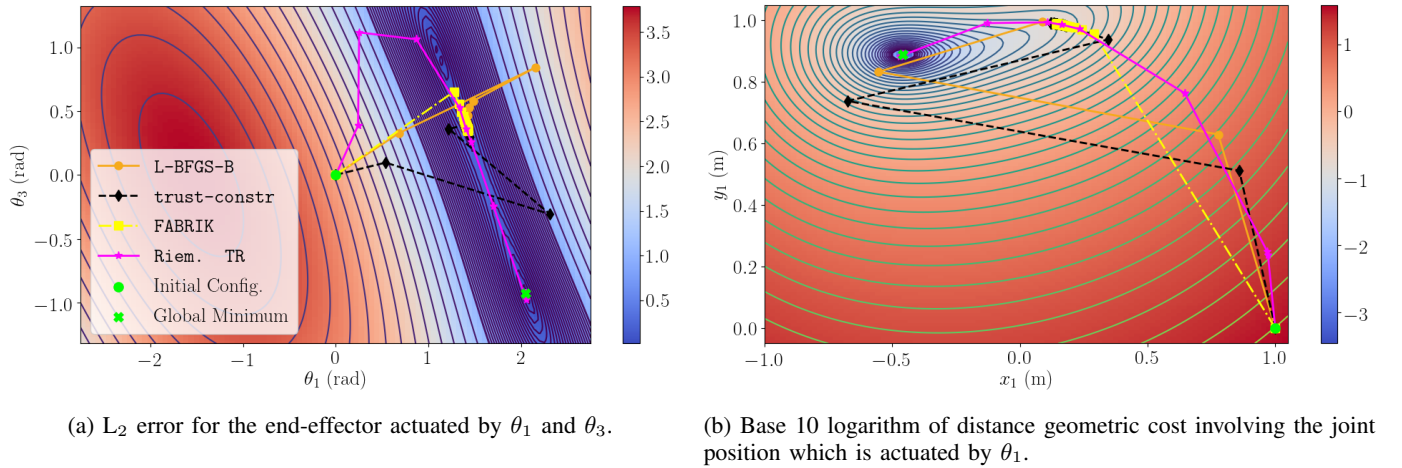 1.0
0.5
0.0
−0.5
−1.0
θ3 (rad)
−2
−1
0
1
2
θ1 (rad)
L-BFGS-B
trust-constr
FABRIK
Riem. TR
Initial Config.
Global Minimum
3.5
3.0
2.5
2.0
1.5
1.0
0.5
1.0
0.8
0.6
0.4
0.2
0.0
y1 (m)
−1.0
−0.5
0.0
0.5
1.0
x1 (m)
1
0
−1
−2
−3
(a) L2 error for the end-effector actuated by θ1 and θ3.
(b) Base 10 logarithm of distance geometric cost involving the joint
position which is actuated by θ1.